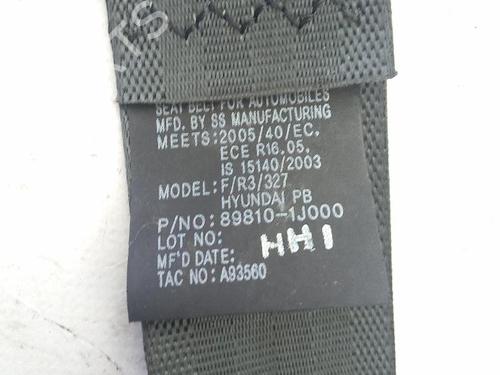 SEAT BELT FOR AUTOMOBILES
MFD. BY SS MANUFACTURING
MEETS:2005/40/EC,
ECE R16.05,
IS 15140/2003
MODEL: F/R3/327
HYUNDAI PB
P/NO: 89810-1J000
LOT NO: HH1
MF'D DATE:
TAC NO: A93560